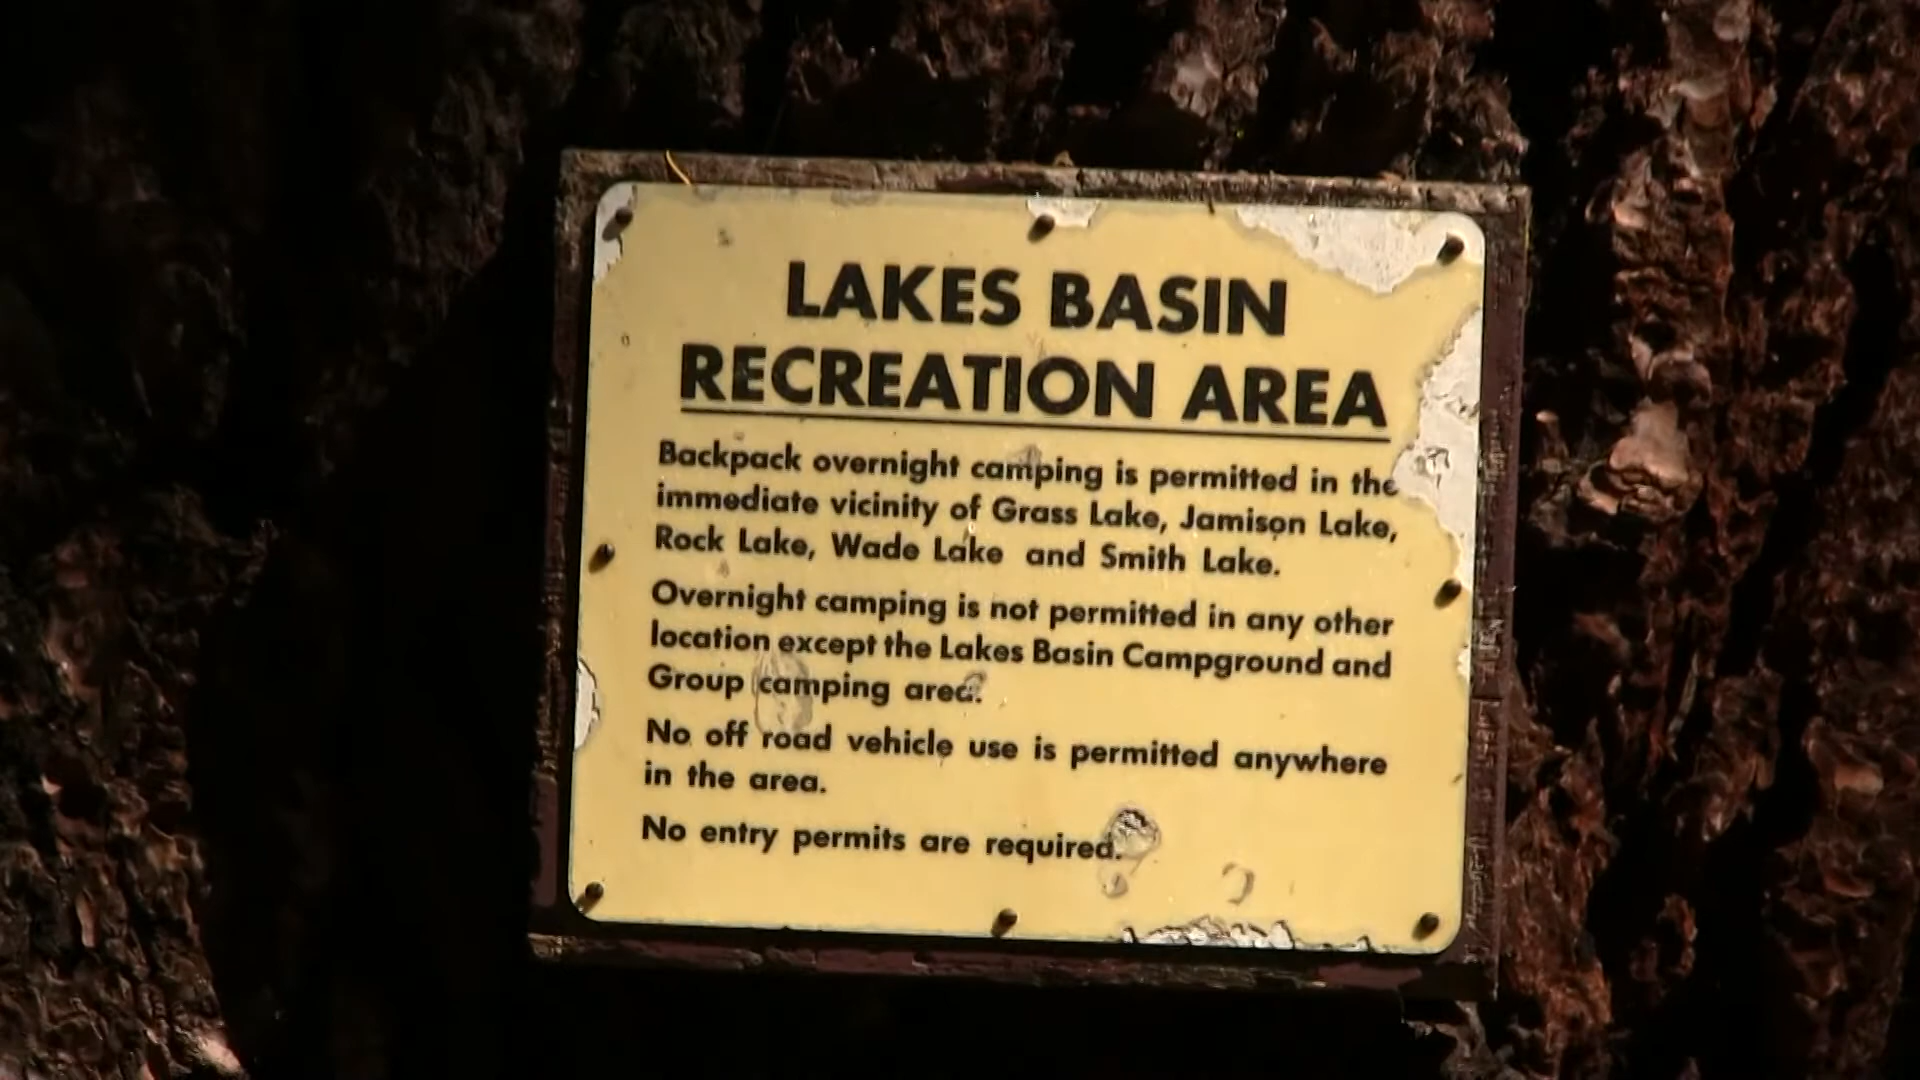 LAKES BASIN
RECREATION AREA
Backpack overnight camping is permitted in the
immediate vicinity of Grass Lake, Jamison Lake,
Rock Lake, Wade Lake and Smith Lake.
Overnight camping is not permitted in any other
location except the Lakes Basin Campground and
Group camping area.
No off road vehicle use is permitted anywhere
in the area.
No entry permits are required.